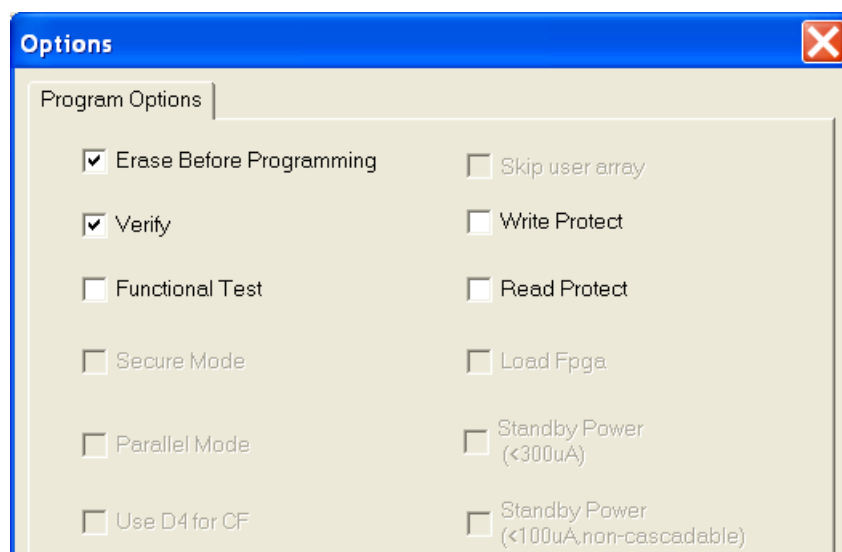 Options
Program Options
Erase Before Programming
Skip user array
Verify
Write Protect
Functional Test
Read Protect
Secure Mode
Load Fpga
Parallel Mode
Standby Power
(<300uA)
Use D4 for CF
Standby Power
(<100uA,non-cascadable)